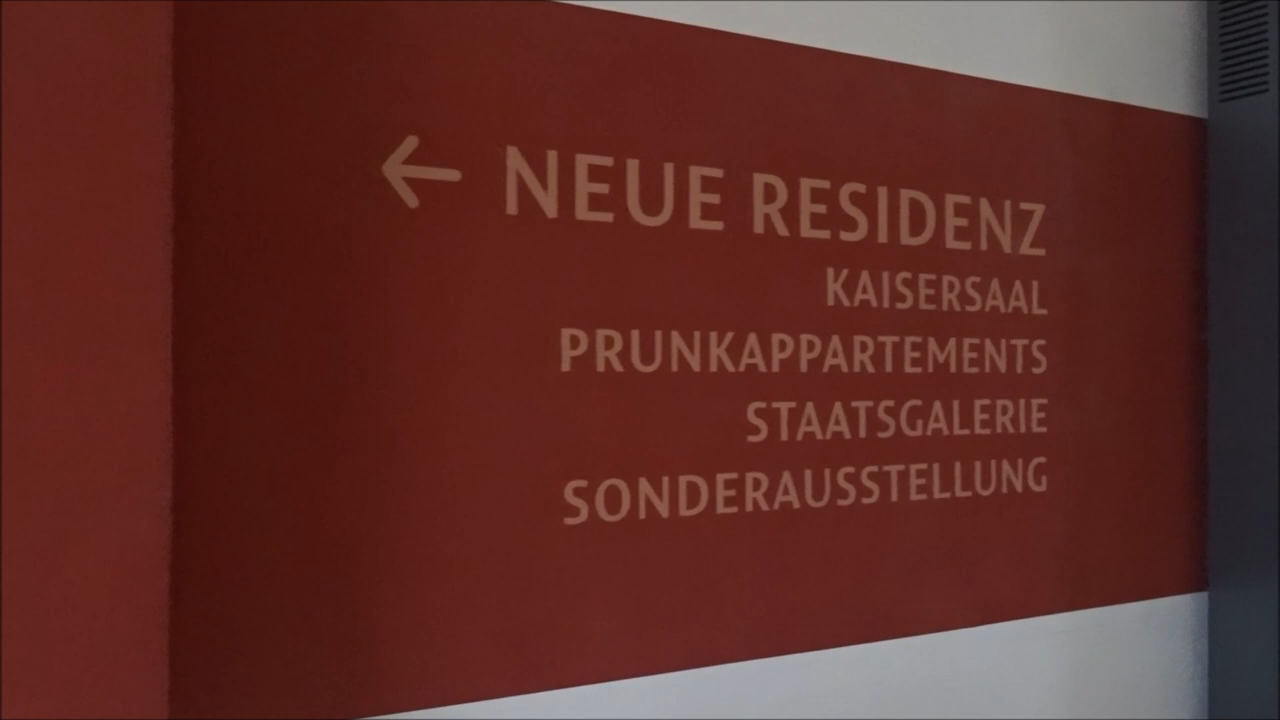 ← NEUE RESIDENZ
KAISERSAAL
PRUNKAPPARTEMENTS
STAATSGALERIE
SONDERAUSSTELLUNG